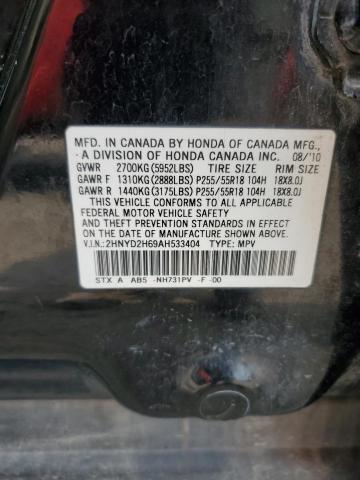 MFD. IN CANADA BY HONDA OF CANADA MFG.,
A DIVISION OF HONDA CANADA INC. 08/'10
GVWR 2700KG(5952LBS) TIRE SIZE RIM SIZE
GAWR F 1310KG(2888LBS) P255/55R18 104H 18X8.0J
GAWR R 1440KG(3175LBS) P255/55R18 104H 18X8.0J
THIS VEHICLE CONFORMS TO ALL APPLICABLE
FEDERAL MOTOR VEHICLE SAFETY STANDARDS IN
EFFECT ON THE DATE OF MANUFACTURE SHOWN ABOVE.
V.I.N.:2HNYD2H69AH533404 TYPE: MPV
STX A AB5 -NH731PV -F -00